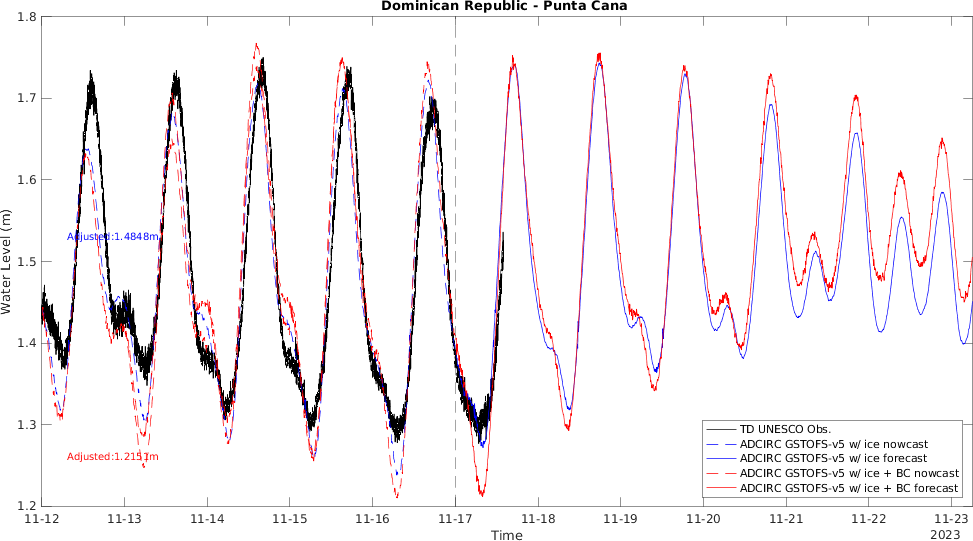 Dominican Republic - Punta Cana
1.8
1.7
1.6
1.5
1.4
1.3
1.2
Water Level (m)
Adjusted:1.4848m
Adjusted:1.2151m
TD UNESCO Obs.
ADCIRC GSTOFS-v5 w/ ice nowcast
ADCIRC GSTOFS-v5 w/ ice forecast
ADCIRC GSTOFS-v5 w/ ice + BC nowcast
ADCIRC GSTOFS-v5 w/ ice + BC forecast
11-12 11-13 11-14 11-15 11-16 11-17 11-18 11-19 11-20 11-21 11-22 11-23
Time
2023